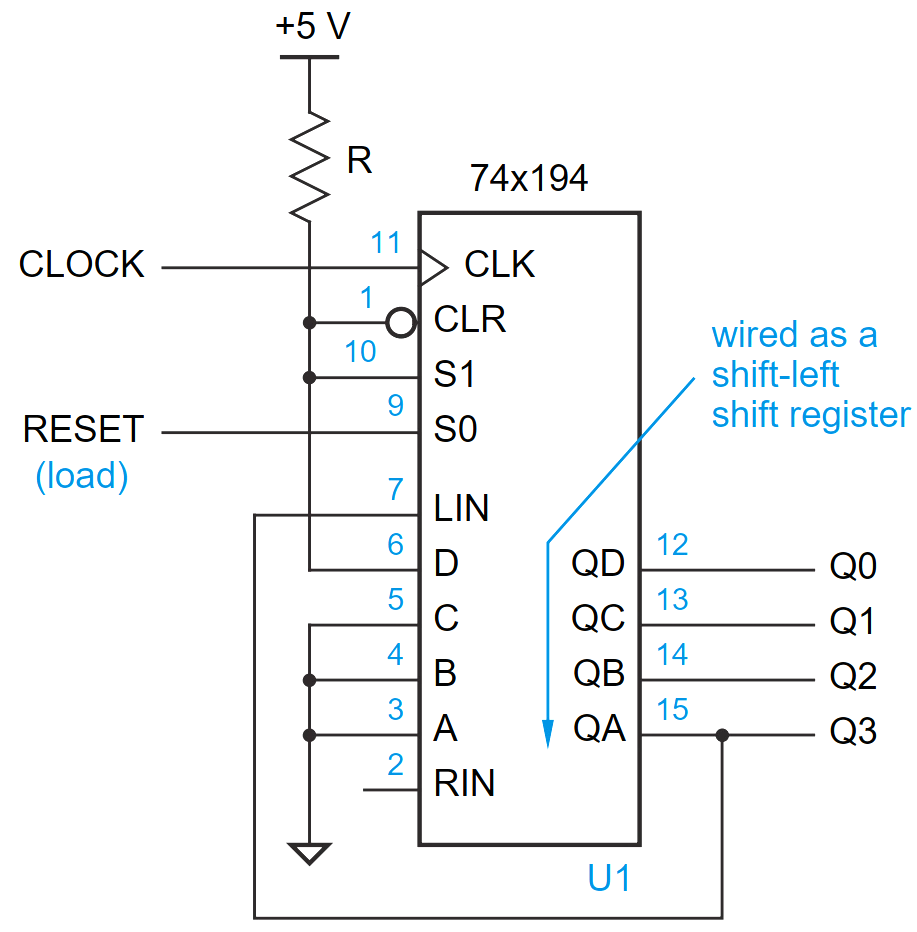 +5 V
R
74x194
CLOCK
11
CLK
1
CLR
10
S1
RESET
(load)
9
S0
wired as a
shift-left
shift register
7
LIN
6
D
QD
12
Q0
5
C
QC
13
Q1
4
B
QB
14
Q2
3
A
QA
15
Q3
2
RIN
U1